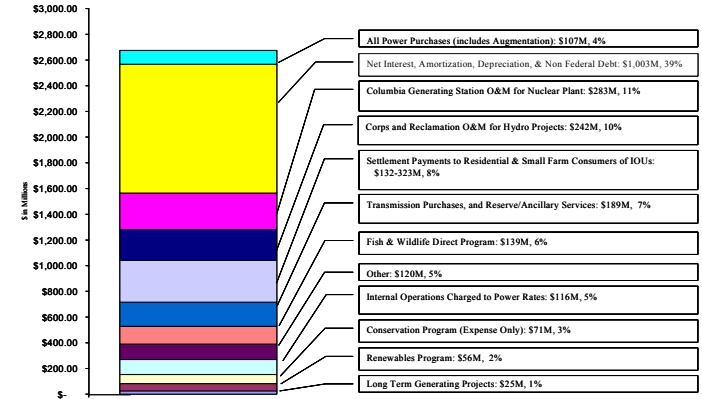 $3,000.00
$2,800.00
$2,600.00
$2,400.00
$2,200.00
$2,000.00
$1,800.00
$1,600.00
$1,400.00
$1,200.00
$1,000.00
$800.00
$600.00
$400.00
$200.00
$-
$ in Millions
All Power Purchases (includes Augmentation): $107M, 4%
Net Interest, Amortization, Depreciation, & Non Federal Debt: $1,003M, 39%
Columbia Generating Station O&M for Nuclear Plant: $283M, 11%
Corps and Reclamation O&M for Hydro Projects: $242M, 10%
Settlement Payments to Residential & Small Farm Consumers of IOUs:
$132-323M, 8%
Transmission Purchases, and Reserve/Ancillary Services: $189M, 7%
Fish & Wildlife Direct Program: $139M, 6%
Other: $120M, 5%
Internal Operations Charged to Power Rates: $116M, 5%
Conservation Program (Expense Only): $71M, 3%
Renewables Program: $56M, 2%
Long Term Generating Projects: $25M, 1%